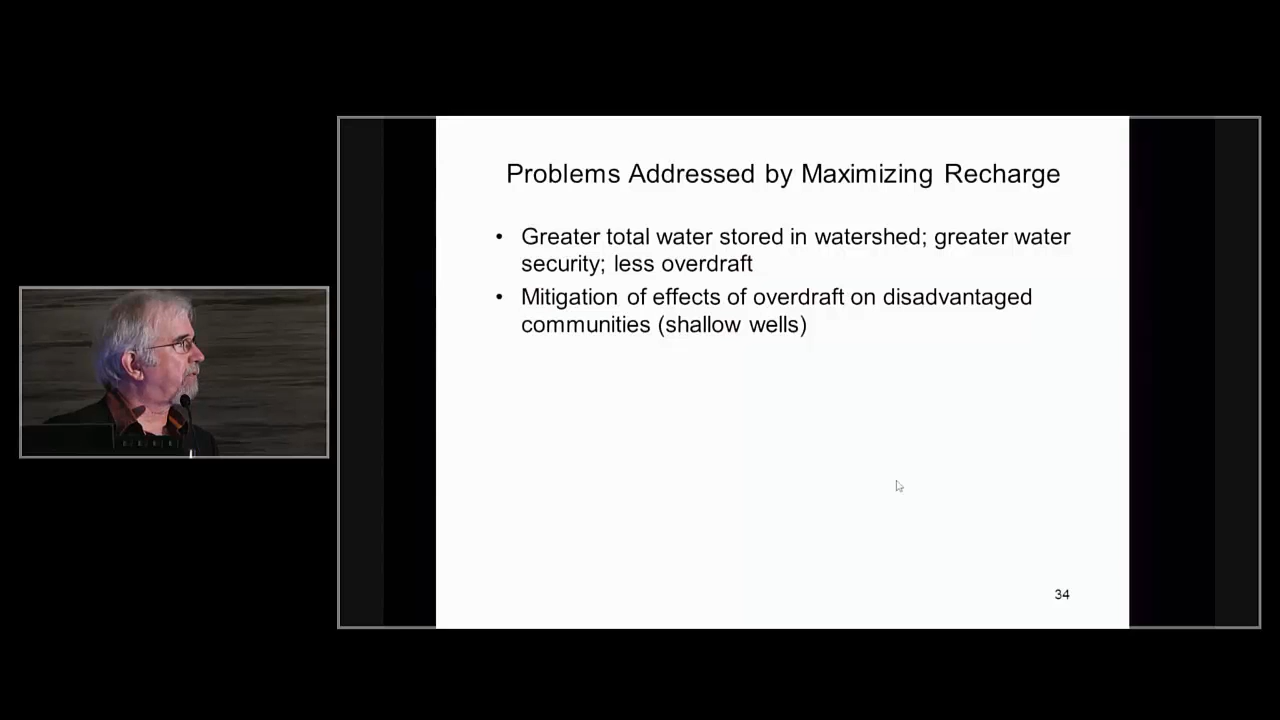 Problems Addressed by Maximizing Recharge
• Greater total water stored in watershed; greater water
security; less overdraft
• Mitigation of effects of overdraft on disadvantaged
communities (shallow wells)
34